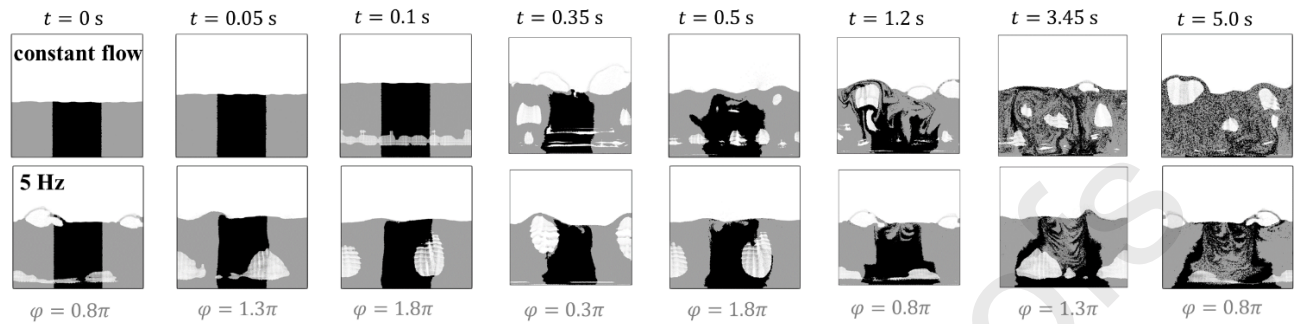 t = 0 s t = 0.05 s t = 0.1 s t = 0.35 s t = 0.5 s t = 1.2 s t = 3.45 s t = 5.0 s
constant flow
5 Hz
φ = 0.8π φ = 1.3π φ = 1.8π φ = 0.3π φ = 1.8π φ = 0.8π φ = 1.3π φ = 0.8π